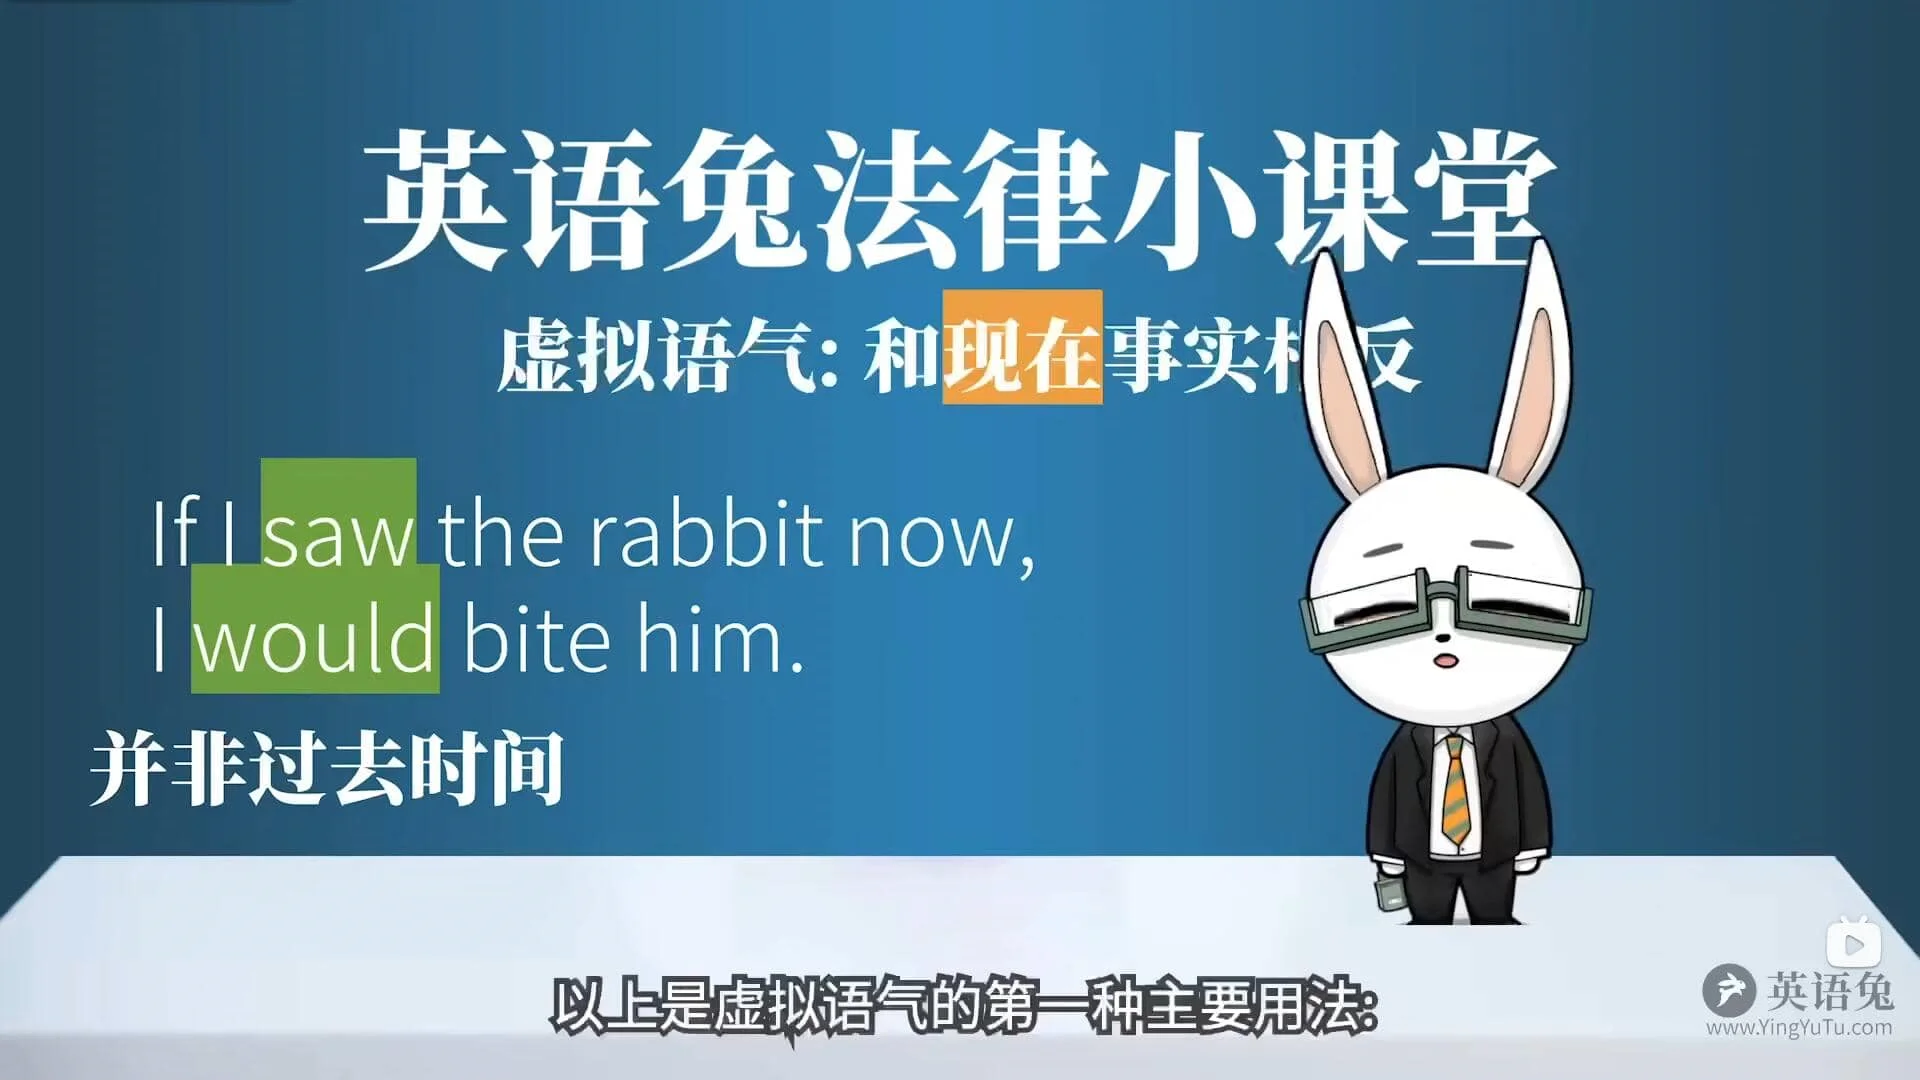 英语兔法律小课堂
虚拟语气: 和现在事实相反
If I saw the rabbit now,
I would bite him.
并非过去时间
以上是虚拟语气的第一种主要用法:
英语兔
www.YingYuTu.com